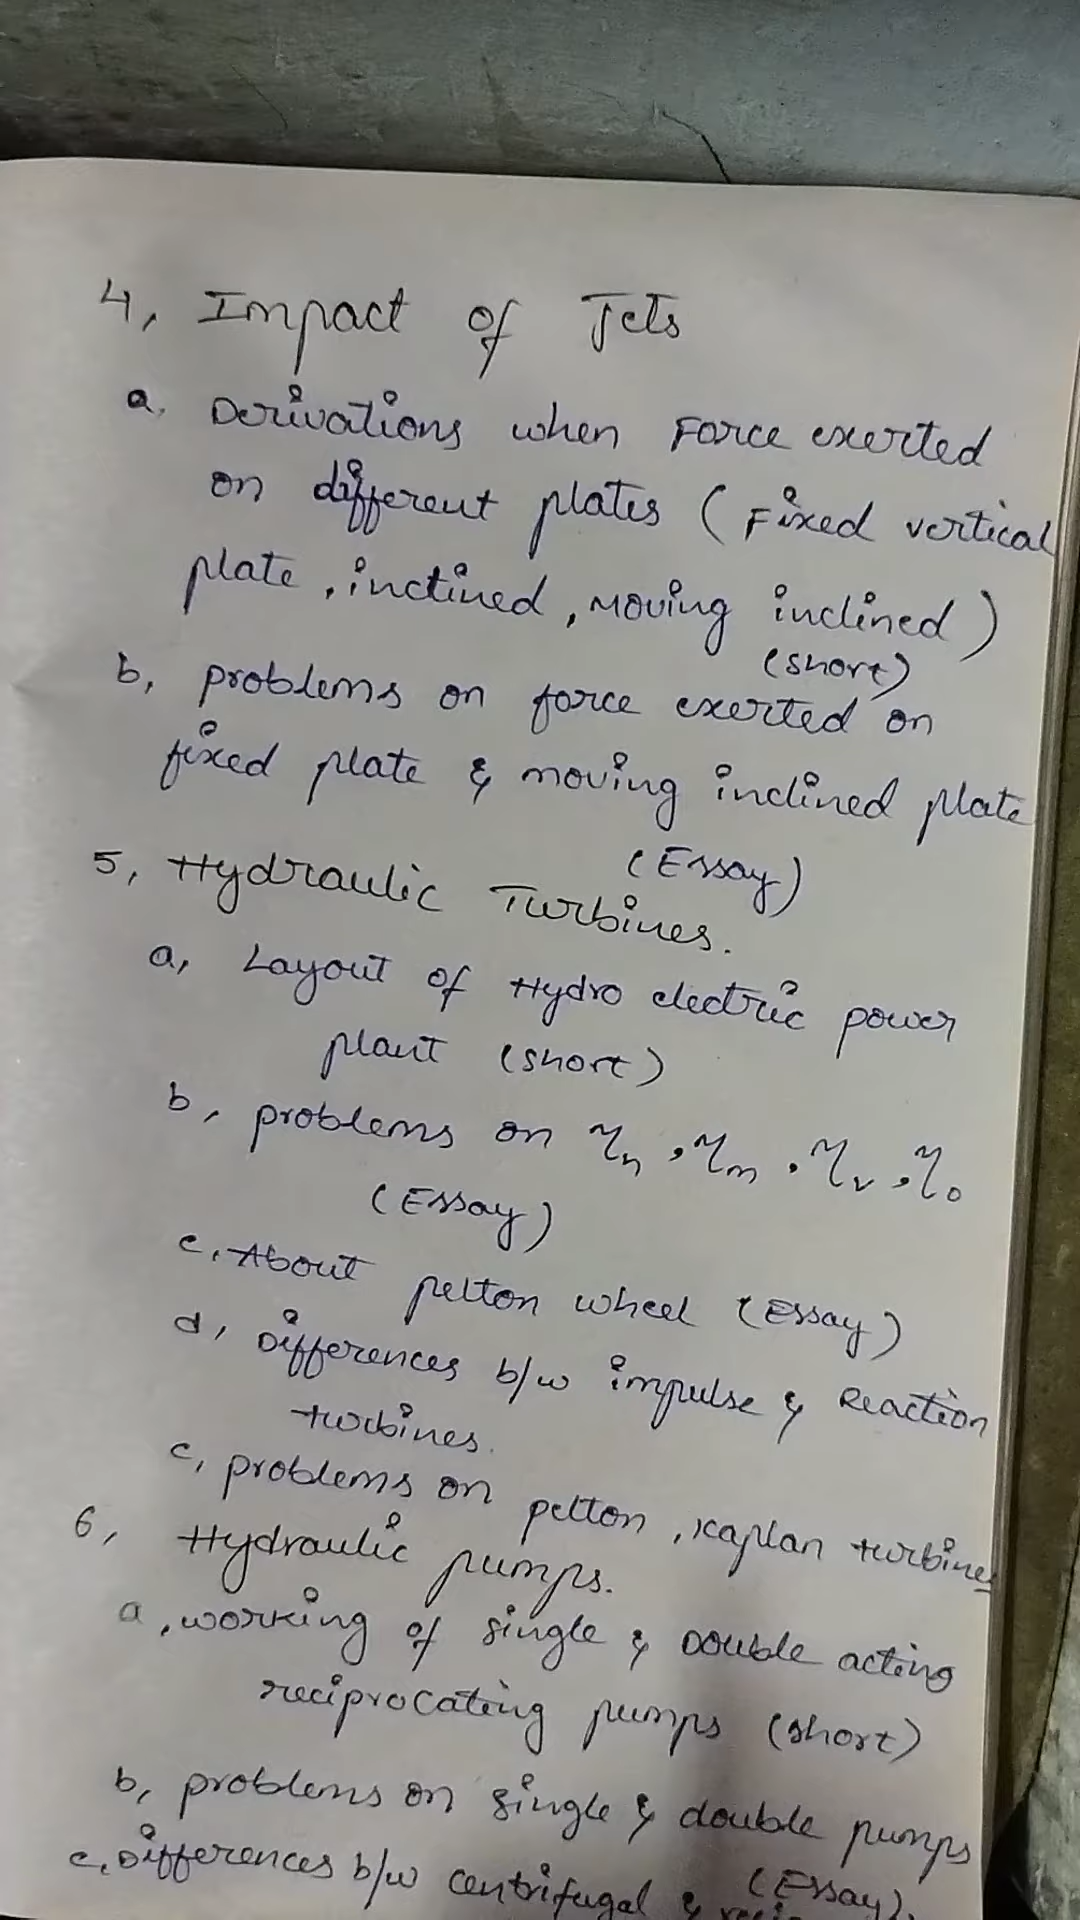 4, Impact of Jets
a. Derivations when Force exerted
on different plates ( Fixed vertical
plate, inclined, moving inclined )
(short)
b, problems on force exerted on
fixed plate & moving inclined plate
(Essay)
5, Hydraulic Turbines.
a, Layout of Hydro electric power
plant (short)
b, problems on ηh, ηm, ηv, ηo
(Essay)
c, About pelton wheel (Essay)
d, Differences b/w impulse & Reaction
turbines.
c, problems on pelton, kaplan turbines
6, Hydraulic pumps.
a, working of single & Double acting
reciprocating pumps (short)
b, problems on single & double pumps
(Essay).
c, Differences b/w centrifugal &